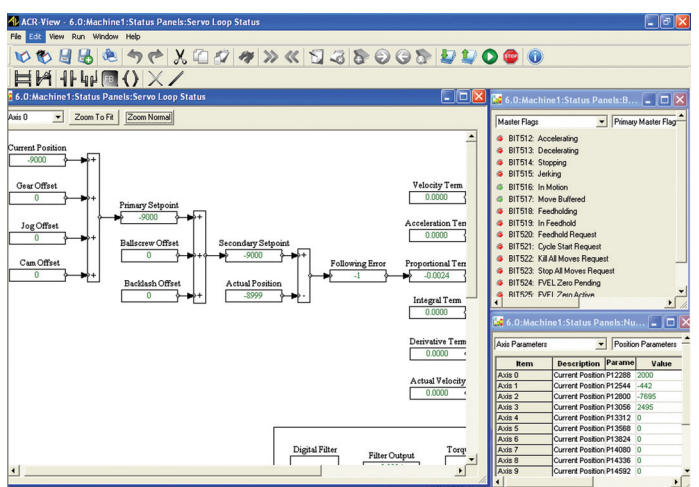 ACR-View - 6.0:Machine1:Status Panels:Servo Loop Status
File Edit View Run Window Help
6.0:Machine1:Status Panels:Servo Loop Status
Axis 0 Zoom To Fit Zoom Normal
Current Position
-9000
Gear Offset
0
Jog Offset
0
Cam Offset
0
Primary Setpoint
-9000
Ballscrew Offset
0
Backlash Offset
0
Secondary Setpoint
-9000
Actual Position
-8999
Following Error
-1
Velocity Term
0.0000
Acceleration Ter
0.0000
Proportional Ter
-0.0024
Integral Term
0.0000
Derivative Term
0.0000
Actual Velocity
0.0000
Digital Filter
Filter Output
Torq
6.0:Machine1:Status Panels:B...
Master Flags Primary Master Flag
BIT512: Accelerating
BIT513: Decelerating
BIT514: Stopping
BIT515: Jerking
BIT516: In Motion
BIT517: Move Buffered
BIT518: Feedholding
BIT519: In Feedhold
BIT520: Feedhold Request
BIT521: Cycle Start Request
BIT522: Kill All Moves Request
BIT523: Stop All Moves Request
BIT524: FVEL Zero Pending
BIT525: FVEL Zero Active
6.0:Machine1:Status Panels:Nu...
Axis Parameters Position Parameters
Item Description Parame Value
Axis 0 Current Position P12288 2000
Axis 1 Current Position P12544 -442
Axis 2 Current Position P12800 -7695
Axis 3 Current Position P13056 2495
Axis 4 Current Position P13312 0
Axis 5 Current Position P13568 0
Axis 6 Current Position P13824 0
Axis 7 Current Position P14080 0
Axis 8 Current Position P14336 0
Axis 9 Current Position P14592 0